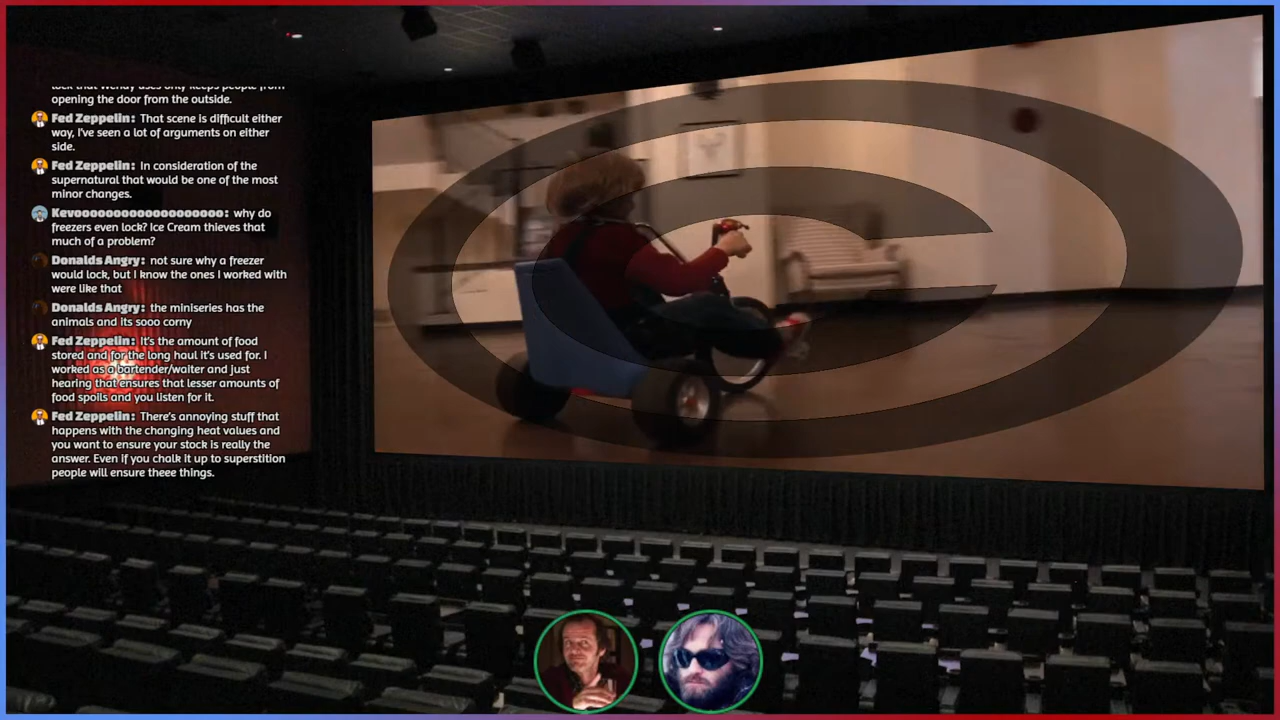 lock that Wendy uses only keeps people from
opening the door from the outside.
Fed Zeppelin: That scene is difficult either
way, I've seen a lot of arguments on either
side.
Fed Zeppelin: In consideration of the
supernatural that would be one of the most
minor changes.
Kevooooooooooooooooooo: why do
freezers even lock? Ice Cream thieves that
much of a problem?
Donalds Angry: not sure why a freezer
would lock, but I know the ones I worked with
were like that
Donalds Angry: the miniseries has the
animals and its sooo corny
Fed Zeppelin: It's the amount of food
stored and for the long haul it's used for. I
worked as a bartender/waiter and just
hearing that ensures that lesser amounts of
food spoils and you listen for it.
Fed Zeppelin: There's annoying stuff that
happens with the changing heat values and
you want to ensure your stock is really the
answer. Even if you chalk it up to superstition
people will ensure theee things.